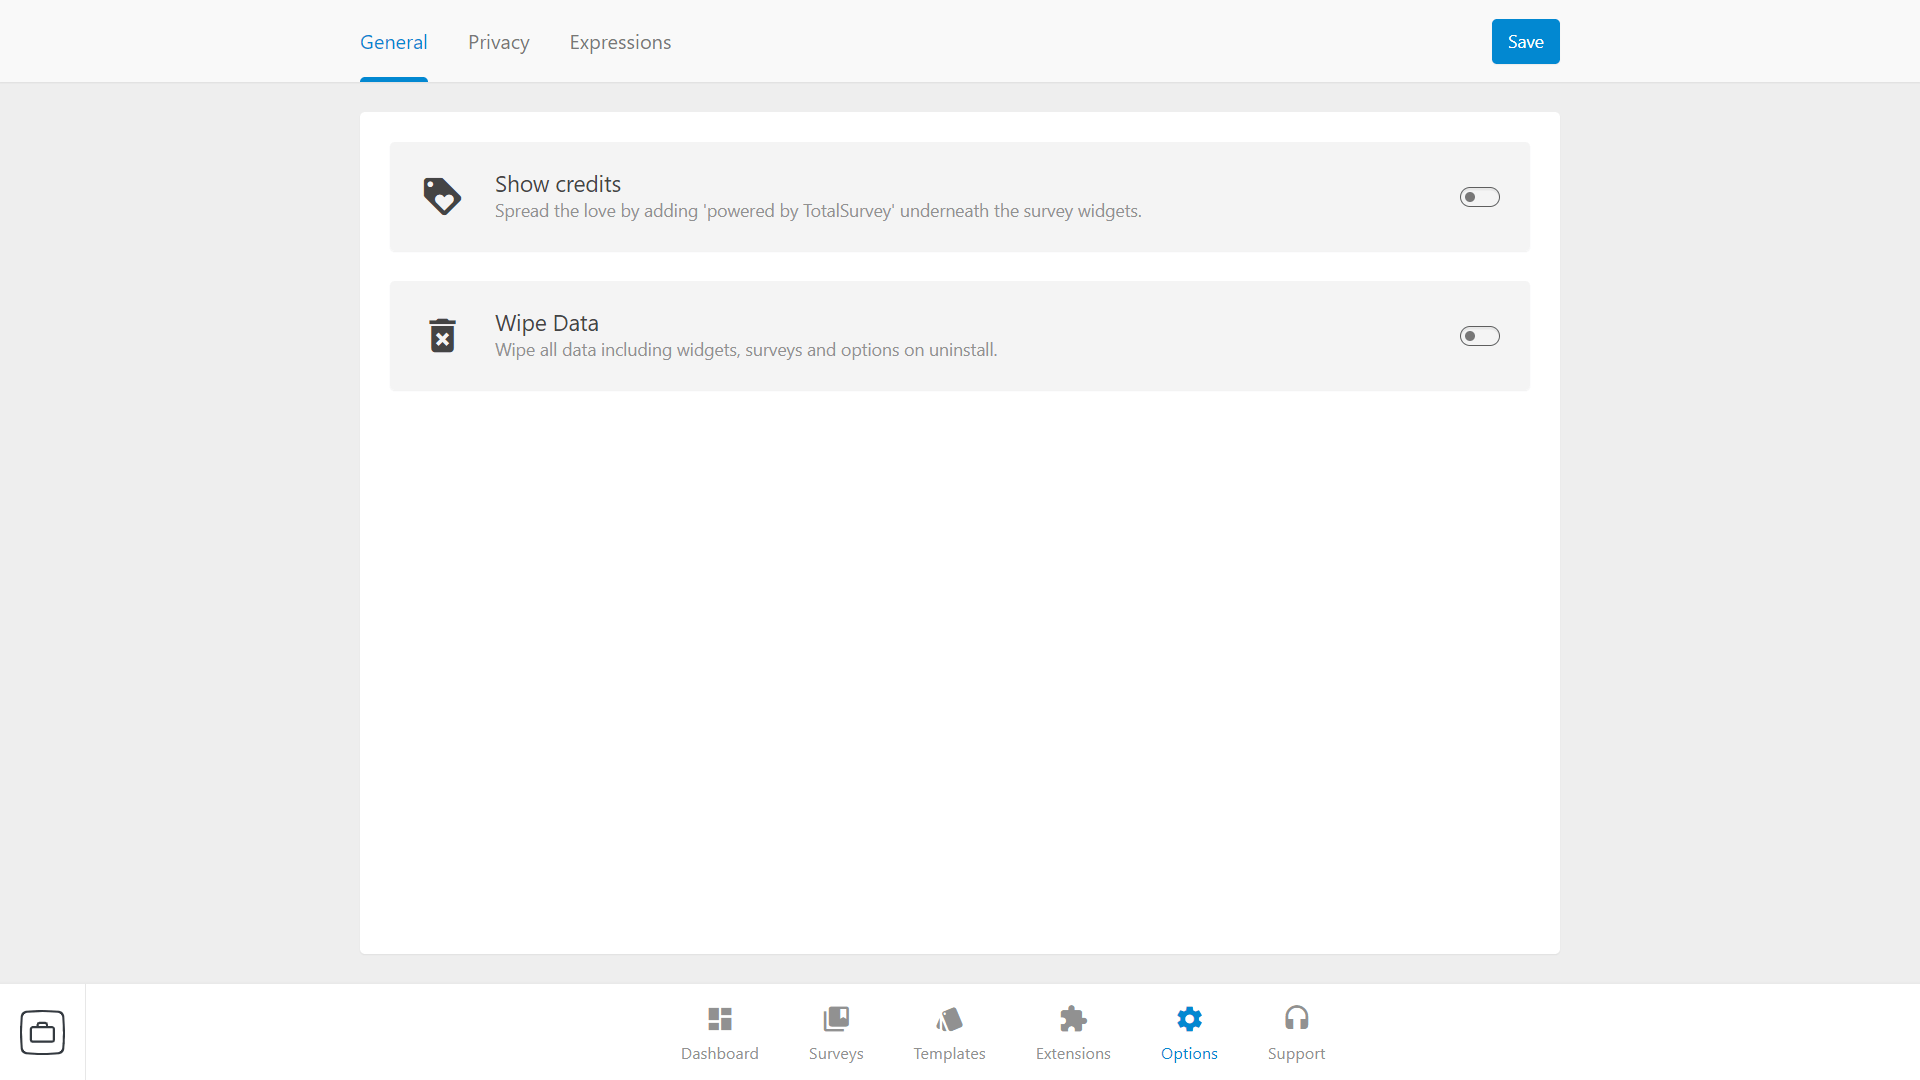 General Privacy Expressions Save
Show credits
Spread the love by adding 'powered by TotalSurvey' underneath the survey widgets.
Wipe Data
Wipe all data including widgets, surveys and options on uninstall.
Dashboard Surveys Templates Extensions Options Support